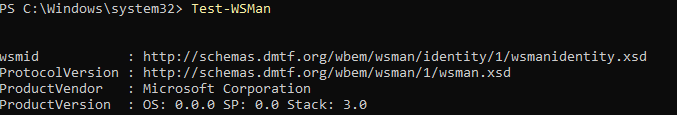 PS C:\Windows\system32> Test-WSMan
wsmid           : http://schemas.dmtf.org/wbem/wsman/identity/1/wsmanidentity.xsd
ProtocolVersion : http://schemas.dmtf.org/wbem/wsman/1/wsman.xsd
ProductVendor   : Microsoft Corporation
ProductVersion  : OS: 0.0.0 SP: 0.0 Stack: 3.0